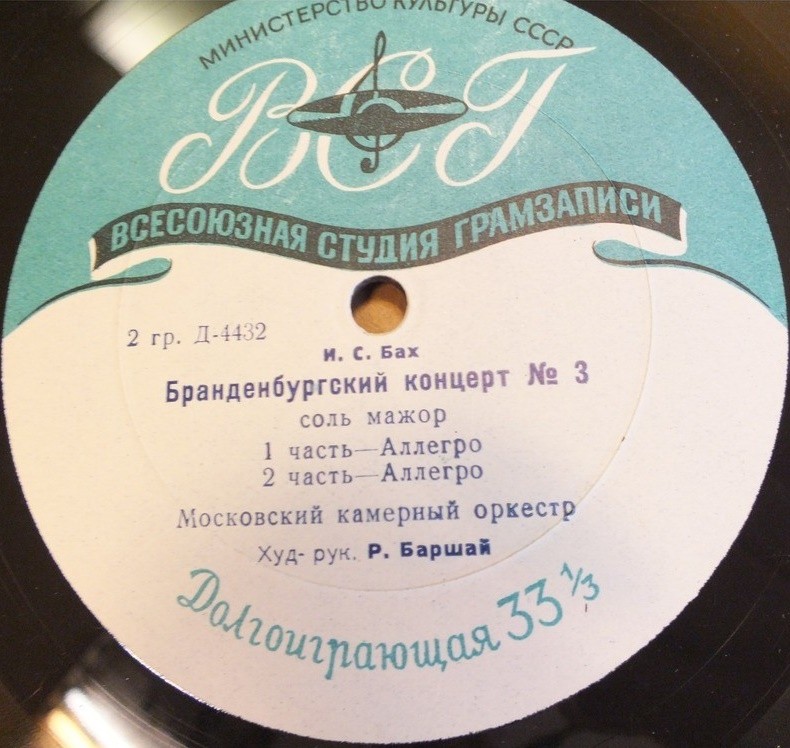 МИНИСТЕРСТВО КУЛЬТУРЫ СССР
ВСГ
ВСЕСОЮЗНАЯ СТУДИЯ ГРАМЗАПИСИ
2 гр. Д-4432
И. С. Бах
Бранденбургский концерт № 3
соль мажор
1 часть—Аллегро
2 часть—Аллегро
Московский камерный оркестр
Худ- рук. Р. Баршай
Долгоиграющая 33 1/3